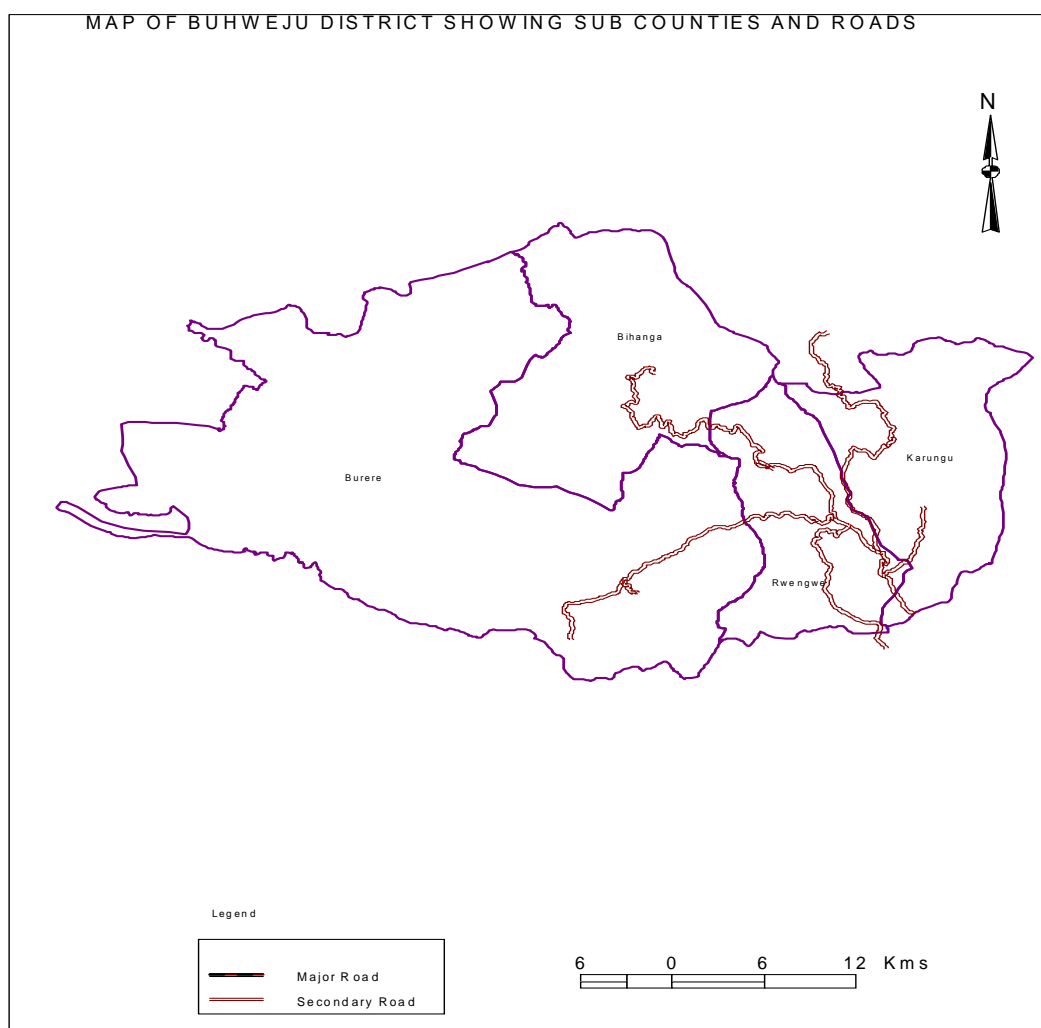 MAP OF BUHWEJU DISTRICT SHOWING SUB COUNTIES AND ROADS
N
Bihanga
Karungu
Burere
Rwengwe
Legend
Major Road
Secondary Road
6 0 6 12 Kms